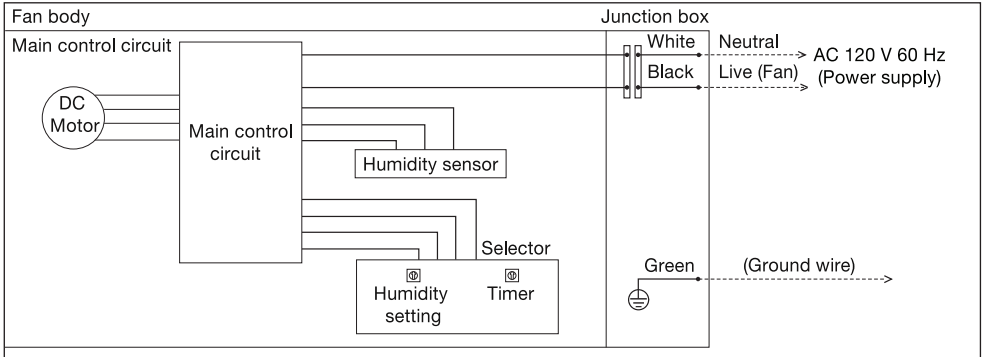 Fan body
Junction box
Main control circuit
White
Neutral
AC 120 V 60 Hz
(Power supply)
Black
Live (Fan)
DC
Motor
Main control
circuit
Humidity sensor
Selector
Humidity
setting
Timer
Green
(Ground wire)